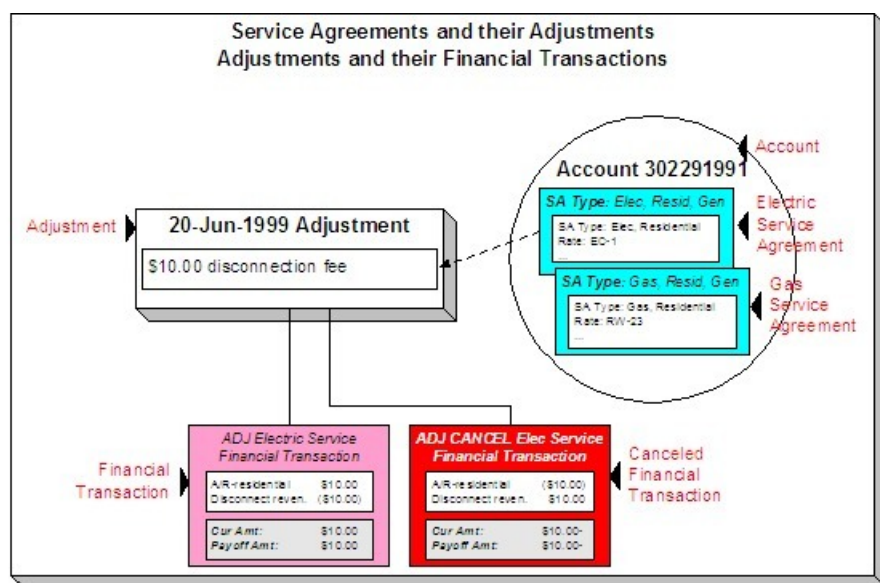 Service Agreements and their Adjustments
Adjustments and their Financial Transactions
Account
Account 302291991
SA Type: Elec, Resid, Gen
SA Type: Elec, Residential
Rate: EC-1
...
Electric
Service
Agreement
Adjustment
20-Jun-1999 Adjustment
$10.00 disconnection fee
SA Type: Gas, Resid, Gen
SA Type: Gas, Residential
Rate: RW-23
...
Gas
Service
Agreement
ADJ Electric Service
Financial Transaction
A/R-residential $10.00
Disconnect reven. ($10.00)
Cur Amt: $10.00
Payoff Amt: $10.00
Financial
Transaction
ADJ CANCEL Elec Service
Financial Transaction
A/R-residential ($10.00)
Disconnect reven. $10.00
Cur Amt: $10.00-
Payoff Amt: $10.00-
Canceled
Financial
Transaction